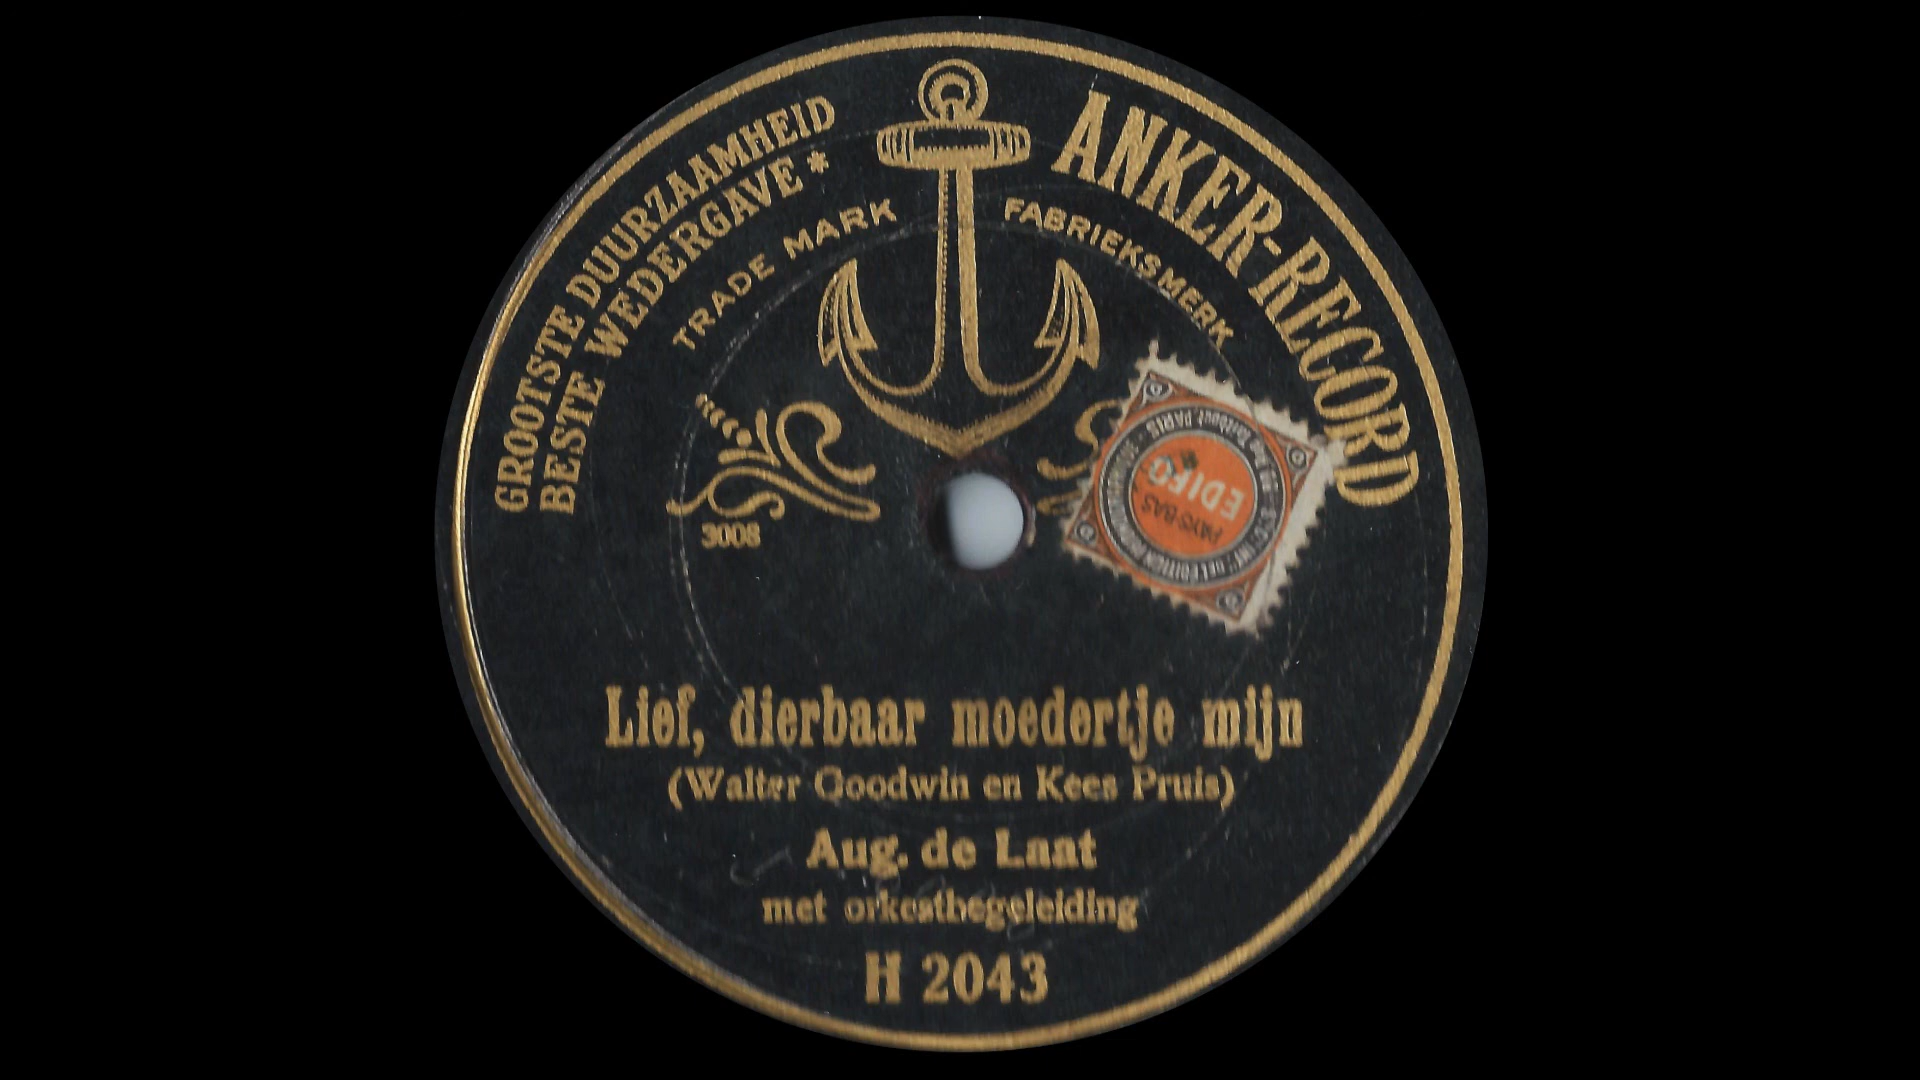 GROOTSTE DUURZAAMHEID
BESTE WEDERGAVE *
ANKER-RECORD
TRADE MARK
FABRIEKSMERK
3008
EDIFO
PAYS-BAS
PARIS
Lief, dierbaar moedertje mijn
(Walter Goodwin en Kees Pruis)
Aug. de Laat
met orkestbegeleiding
H 2043